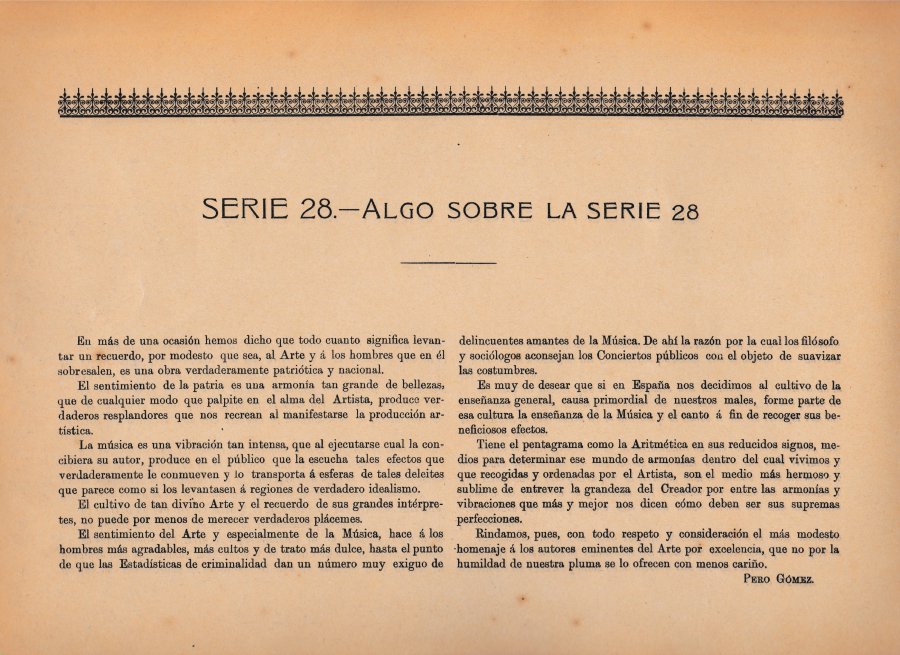 SERIE 28.—ALGO SOBRE LA SERIE 28
En más de una ocasión hemos dicho que todo cuanto significa levan-
tar un recuerdo, por modesto que sea, al Arte y á los hombres que en él
sobresalen, es una obra verdaderamente patriótica y nacional.
El sentimiento de la patria es una armonía tan grande de bellezas,
que de cualquier modo que palpite en el alma del Artista, produce ver-
daderos resplandores que nos recrean al manifestarse la producción ar-
tística.
La música es una vibración tan intensa, que al ejecutarse cual la con-
cibiera su autor, produce en el público que la escucha tales efectos que
verdaderamente le conmueven y lo transporta á esferas de tales deleites
que parece como si los levantasen á regiones de verdadero idealismo.
El cultivo de tan divino Arte y el recuerdo de sus grandes intérpre-
tes, no puede por menos de merecer verdaderos plácemes.
El sentimiento del Arte y especialmente de la Música, hace á los
hombres más agradables, más cultos y de trato más dulce, hasta el punto
de que las Estadísticas de criminalidad dan un número muy exiguo de
delincuentes amantes de la Música. De ahí la razón por la cual los filósofo
y sociólogos aconsejan los Conciertos públicos con el objeto de suavizar
las costumbres.
Es muy de desear que si en España nos decidimos al cultivo de la
enseñanza general, causa primordial de nuestros males, forme parte de
esa cultura la enseñanza de la Música y el canto á fin de recoger sus be-
neficiosos efectos.
Tiene el pentagrama como la Aritmética en sus reducidos signos, me-
dios para determinar ese mundo de armonías dentro del cual vivimos y
que recogidas y ordenadas por el Artista, son el medio más hermoso y
sublime de entrever la grandeza del Creador por entre las armonías y
vibraciones que más y mejor nos dicen cómo deben ser sus supremas
perfecciones.
Rindamos, pues, con todo respeto y consideración el más modesto
homenaje á los autores eminentes del Arte por excelencia, que no por la
humildad de nuestra pluma se lo ofrecen con menos cariño.
PERO GÓMEZ.